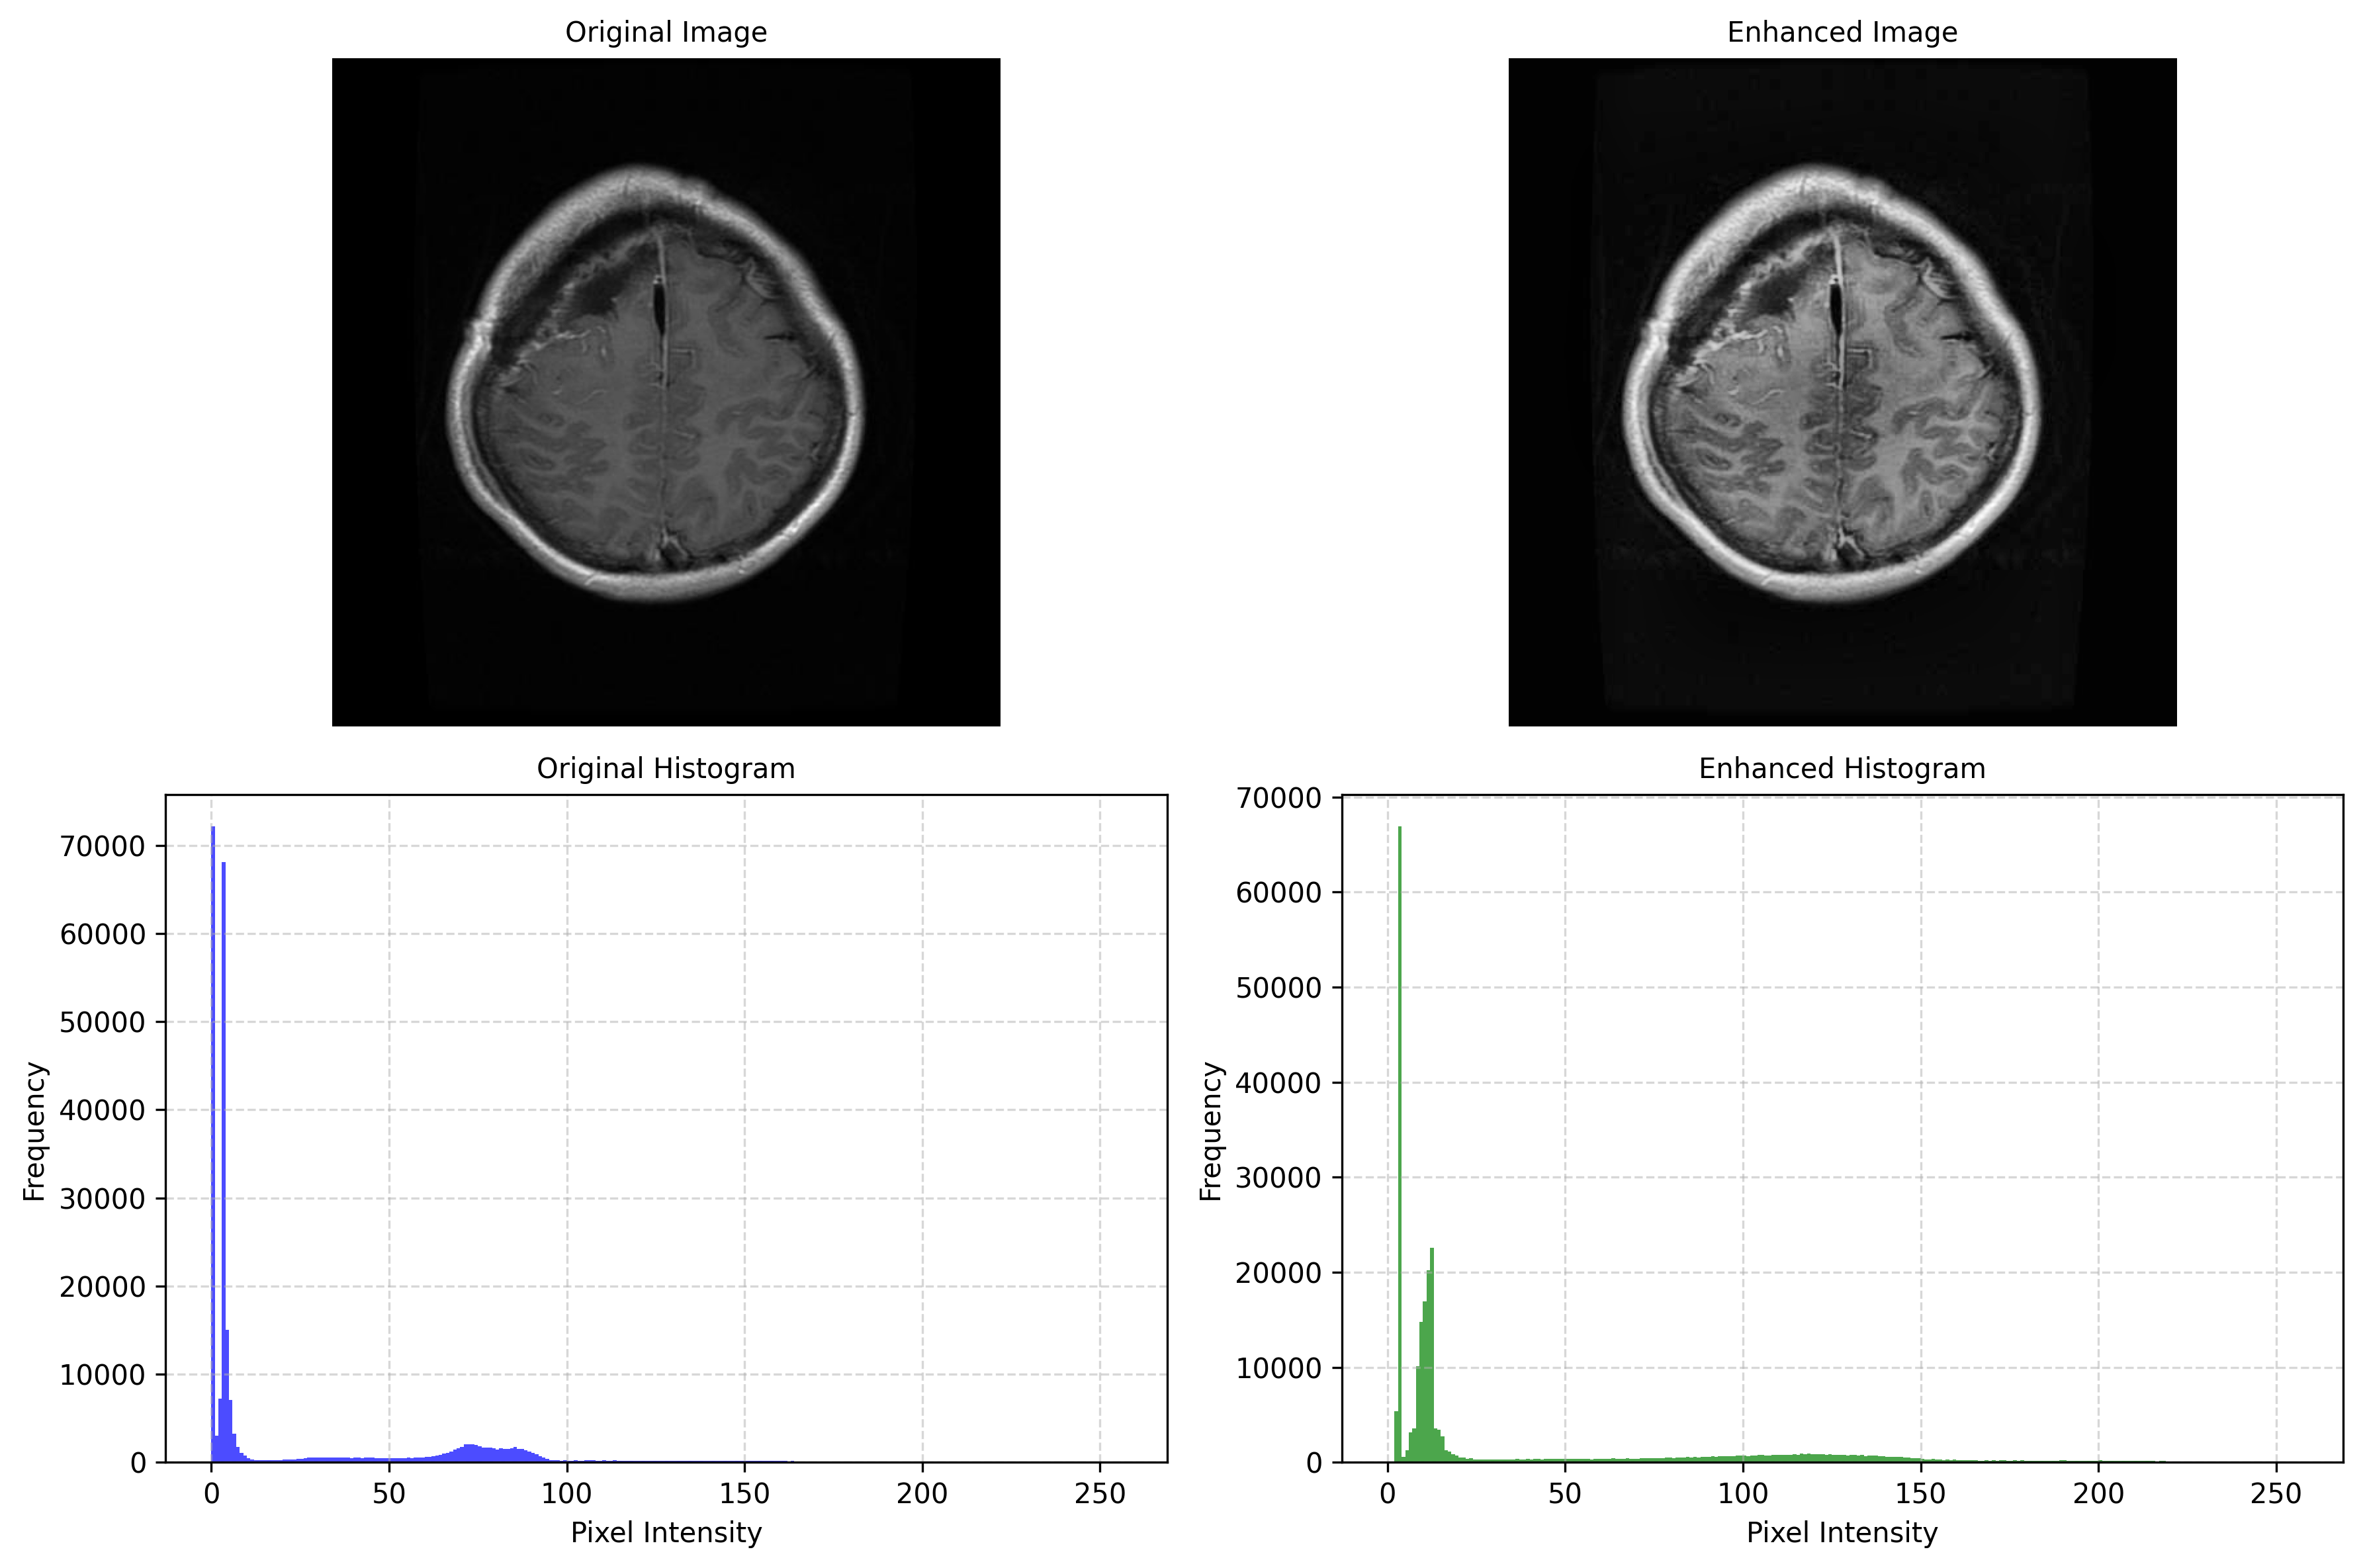 Original Image
Enhanced Image
Original Histogram
Enhanced Histogram
70000
60000
50000
40000
30000
20000
10000
0
Frequency
0 50 100 150 200 250
Pixel Intensity
70000
60000
50000
40000
30000
20000
10000
0
Frequency
0 50 100 150 200 250
Pixel Intensity